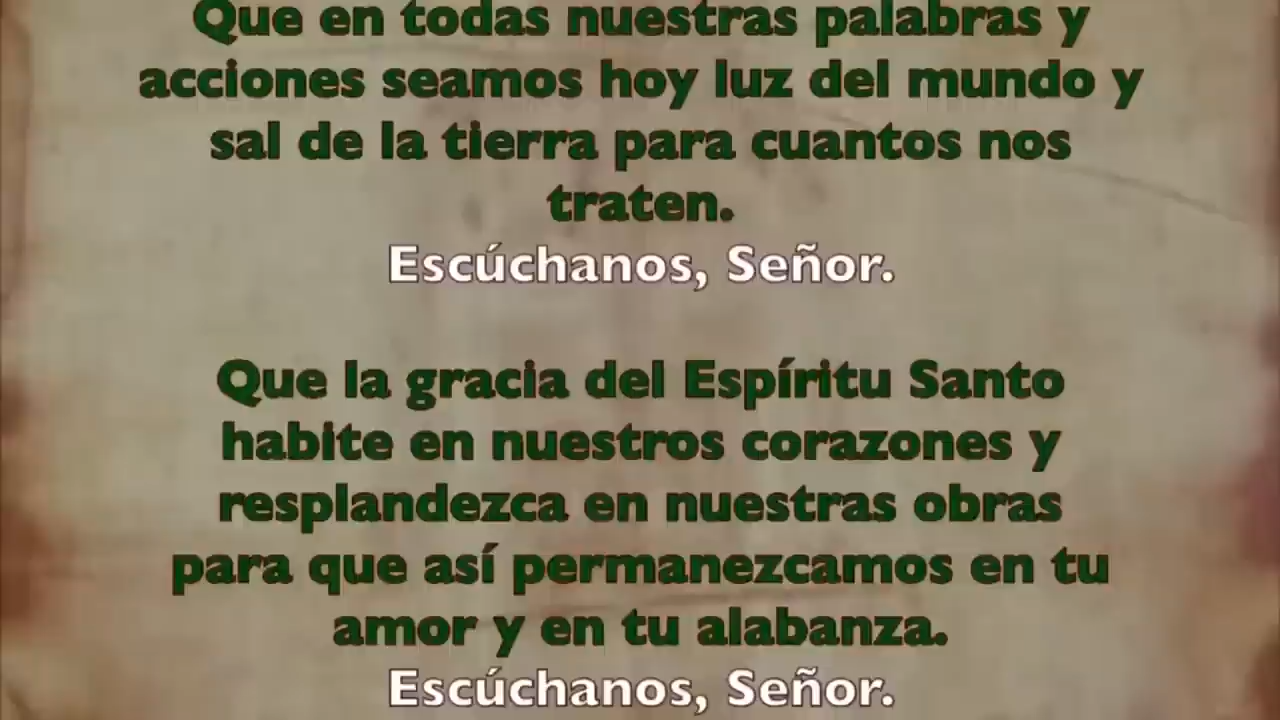 Que en todas nuestras palabras y
acciones seamos hoy luz del mundo y
sal de la tierra para cuantos nos
traten.
Escúchanos, Señor.
Que la gracia del Espíritu Santo
habite en nuestros corazones y
resplandezca en nuestras obras
para que así permanezcamos en tu
amor y en tu alabanza.
Escúchanos, Señor.